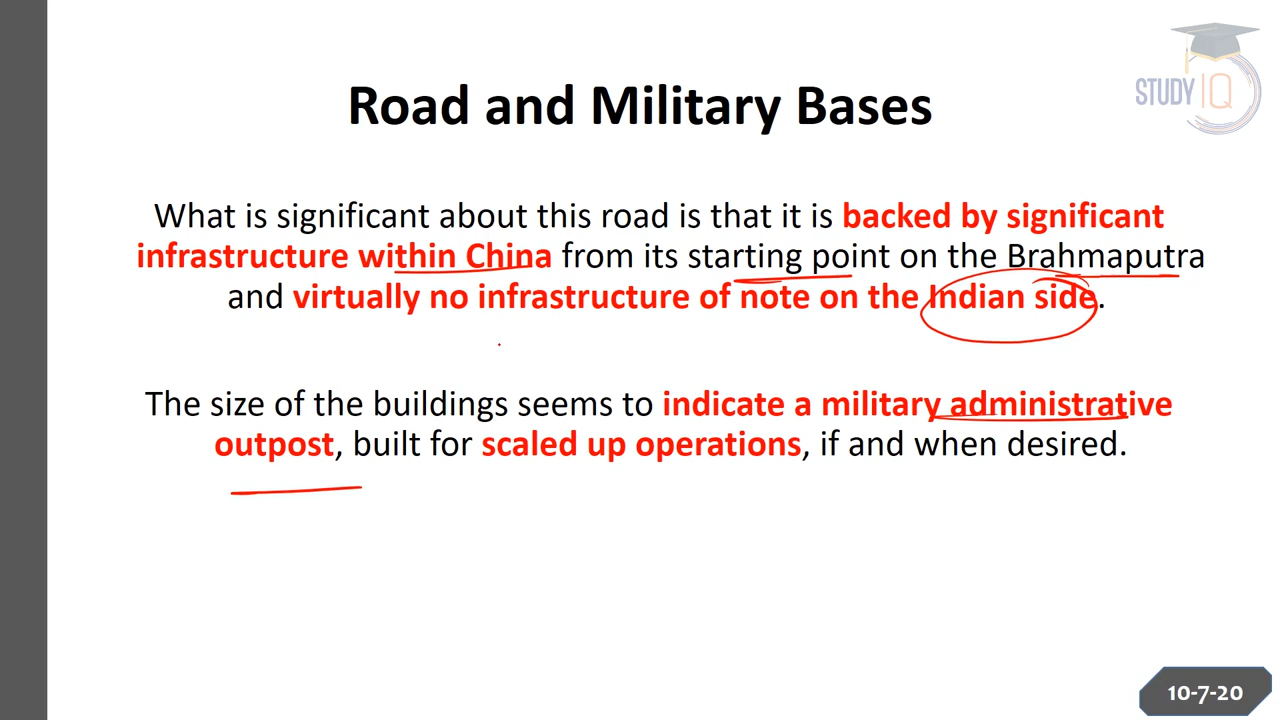 STUDY IQ
Road and Military Bases
What is significant about this road is that it is backed by significant
infrastructure within China from its starting point on the Brahmaputra
and virtually no infrastructure of note on the Indian side.
The size of the buildings seems to indicate a military administrative
outpost, built for scaled up operations, if and when desired.
10-7-20